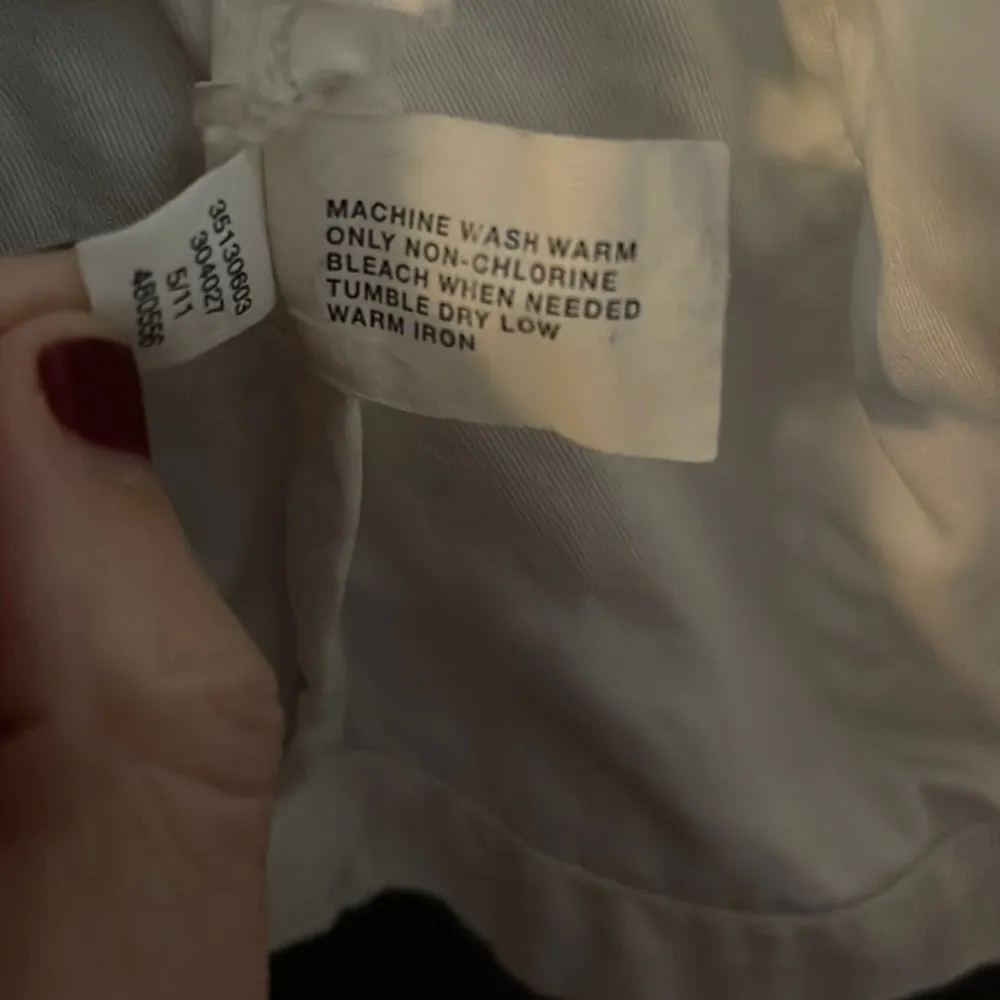 MACHINE WASH WARM
ONLY NON-CHLORINE
BLEACH WHEN NEEDED
TUMBLE DRY LOW
WARM IRON
35130603
304027
5/11
480556